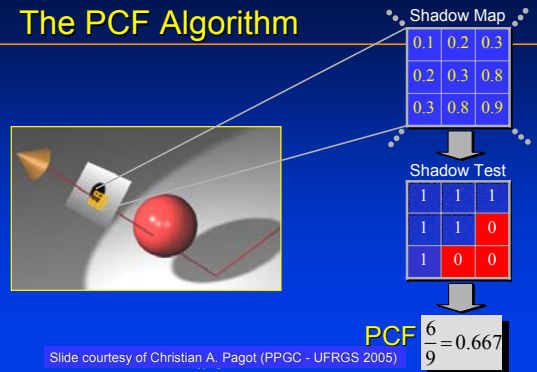 The PCF Algorithm
Shadow Map
0.1 0.2 0.3
0.2 0.3 0.8
0.3 0.8 0.9
Shadow Test
1 1 1
1 1 0
1 0 0
PCF 6/9 = 0.667
Slide courtesy of Christian A. Pagot (PPGC - UFRGS 2005)